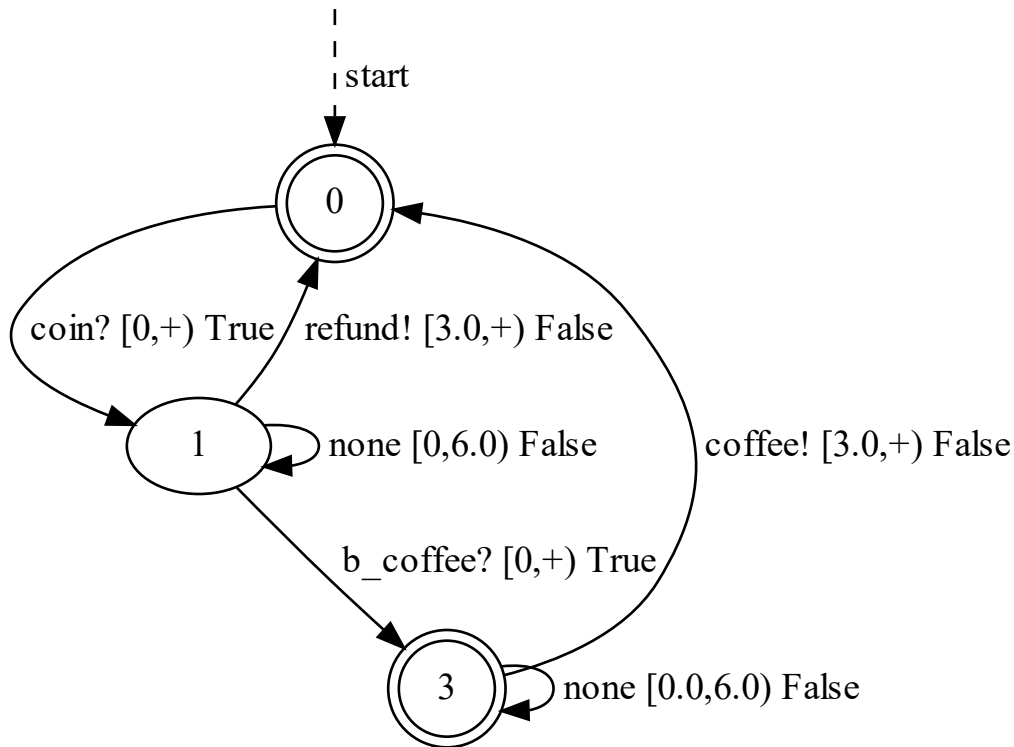 start
0
coin? [0,+) True
refund! [3.0,+) False
1
none [0,6.0) False
coffee! [3.0,+) False
b_coffee? [0,+) True
3
none [0.0,6.0) False